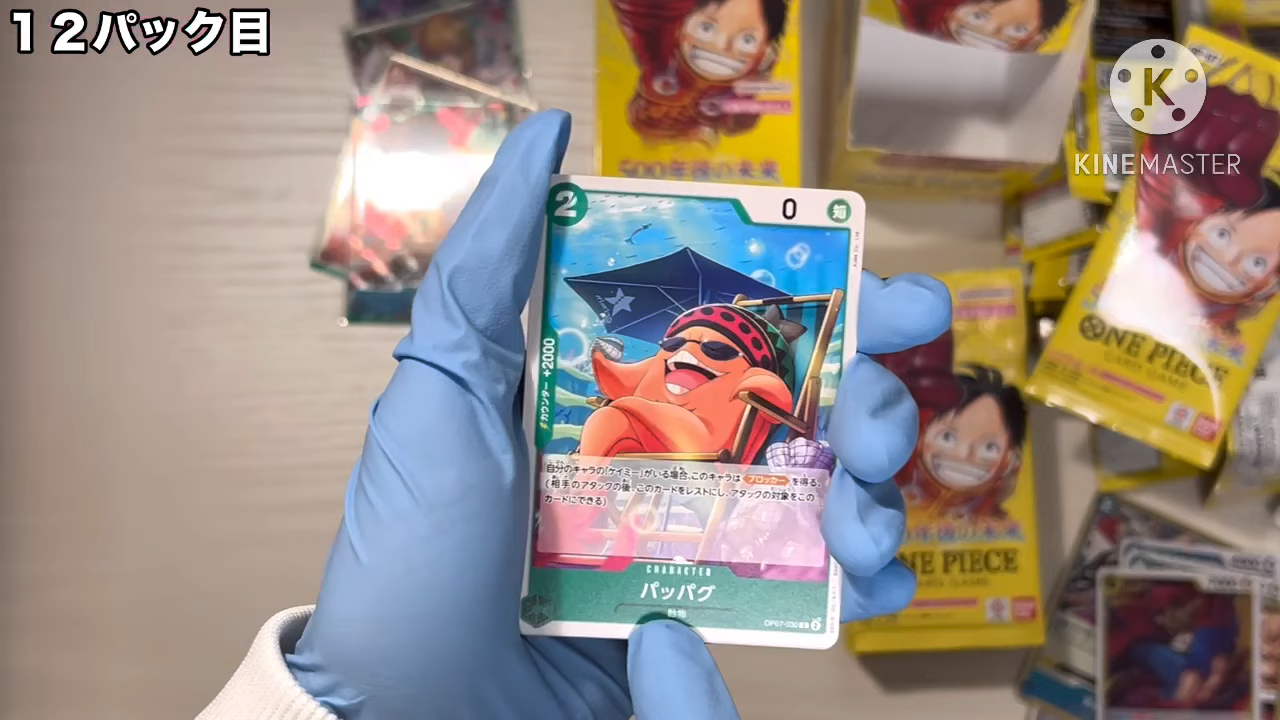 12パック目
K
KINEMASTER
500年後の未来
2
0
知
カウンター +2000
自分のキャラの「ケイミー」がいる場合、このキャラは ブロッカー を得る。
(相手のアタックの後、このカードをレストにし、アタックの対象をこの
カードにできる)
CHARACTER
パッパグ
動物
OP07-030
ONE PIECE
CARD GAME
ONE PIECE
CARD GAME